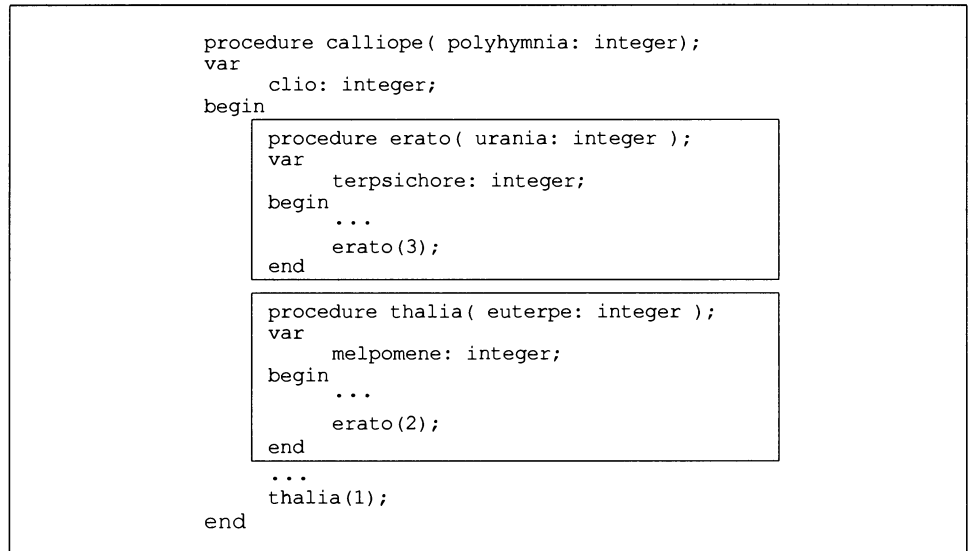 procedure calliope( polyhymnia: integer);
var
clio: integer;
begin
procedure erato( urania: integer );
var
terpsichore: integer;
begin
...
erato(3);
end
procedure thalia( euterpe: integer );
var
melpomene: integer;
begin
...
erato(2);
end
...
thalia(1);
end